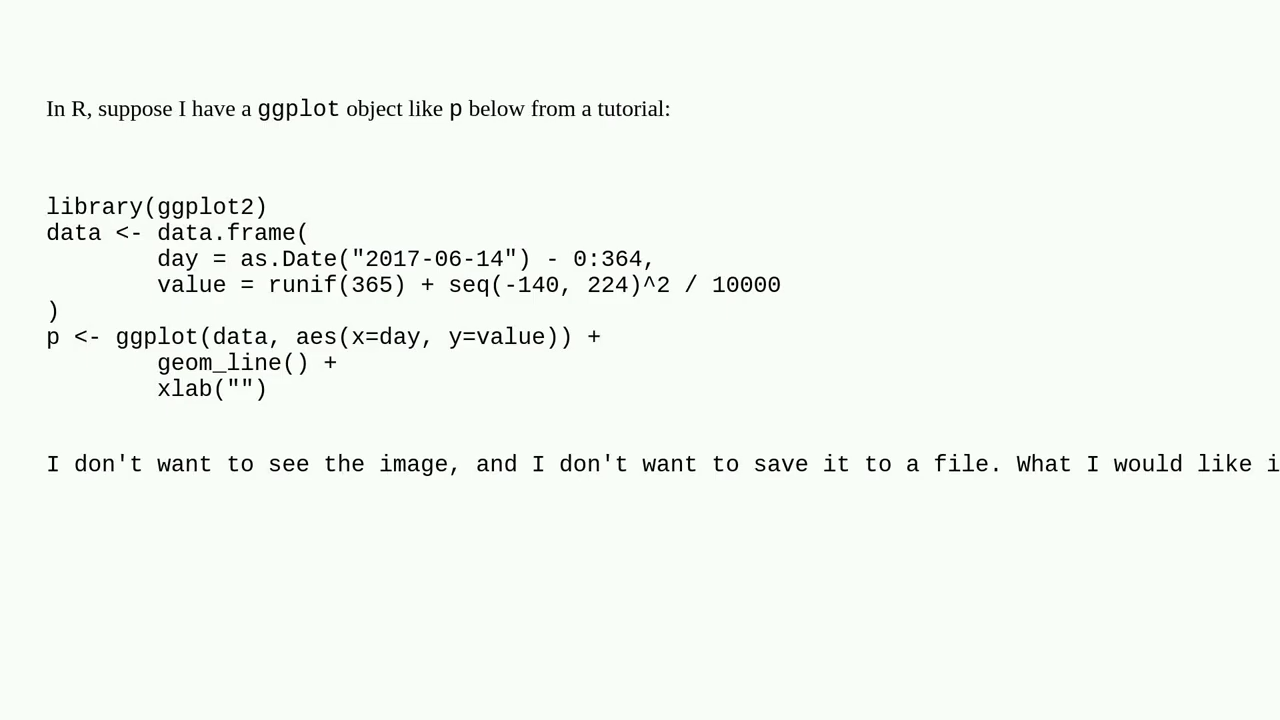 In R, suppose I have a ggplot object like p below from a tutorial:
library(ggplot2)
data <- data.frame(
        day = as.Date("2017-06-14") - 0:364,
        value = runif(365) + seq(-140, 224)^2 / 10000
)
p <- ggplot(data, aes(x=day, y=value)) +
        geom_line() +
        xlab("")
I don't want to see the image, and I don't want to save it to a file. What I would like